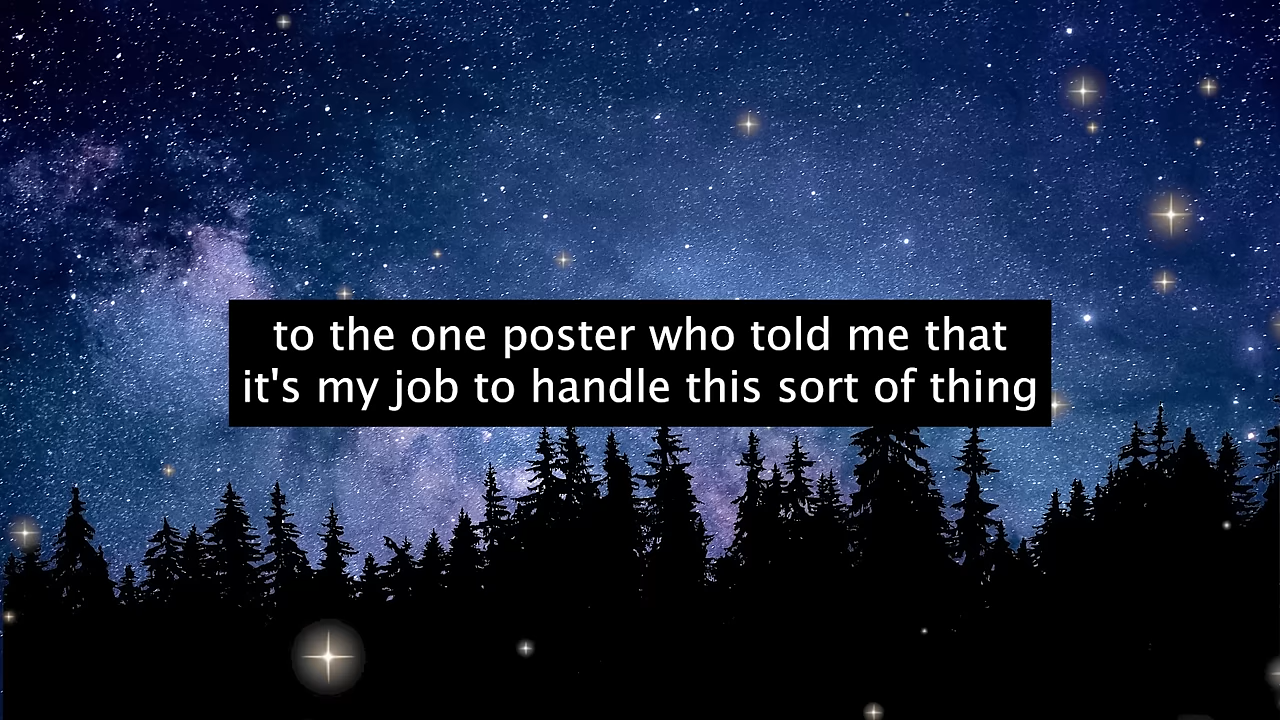 to the one poster who told me that
it's my job to handle this sort of thing